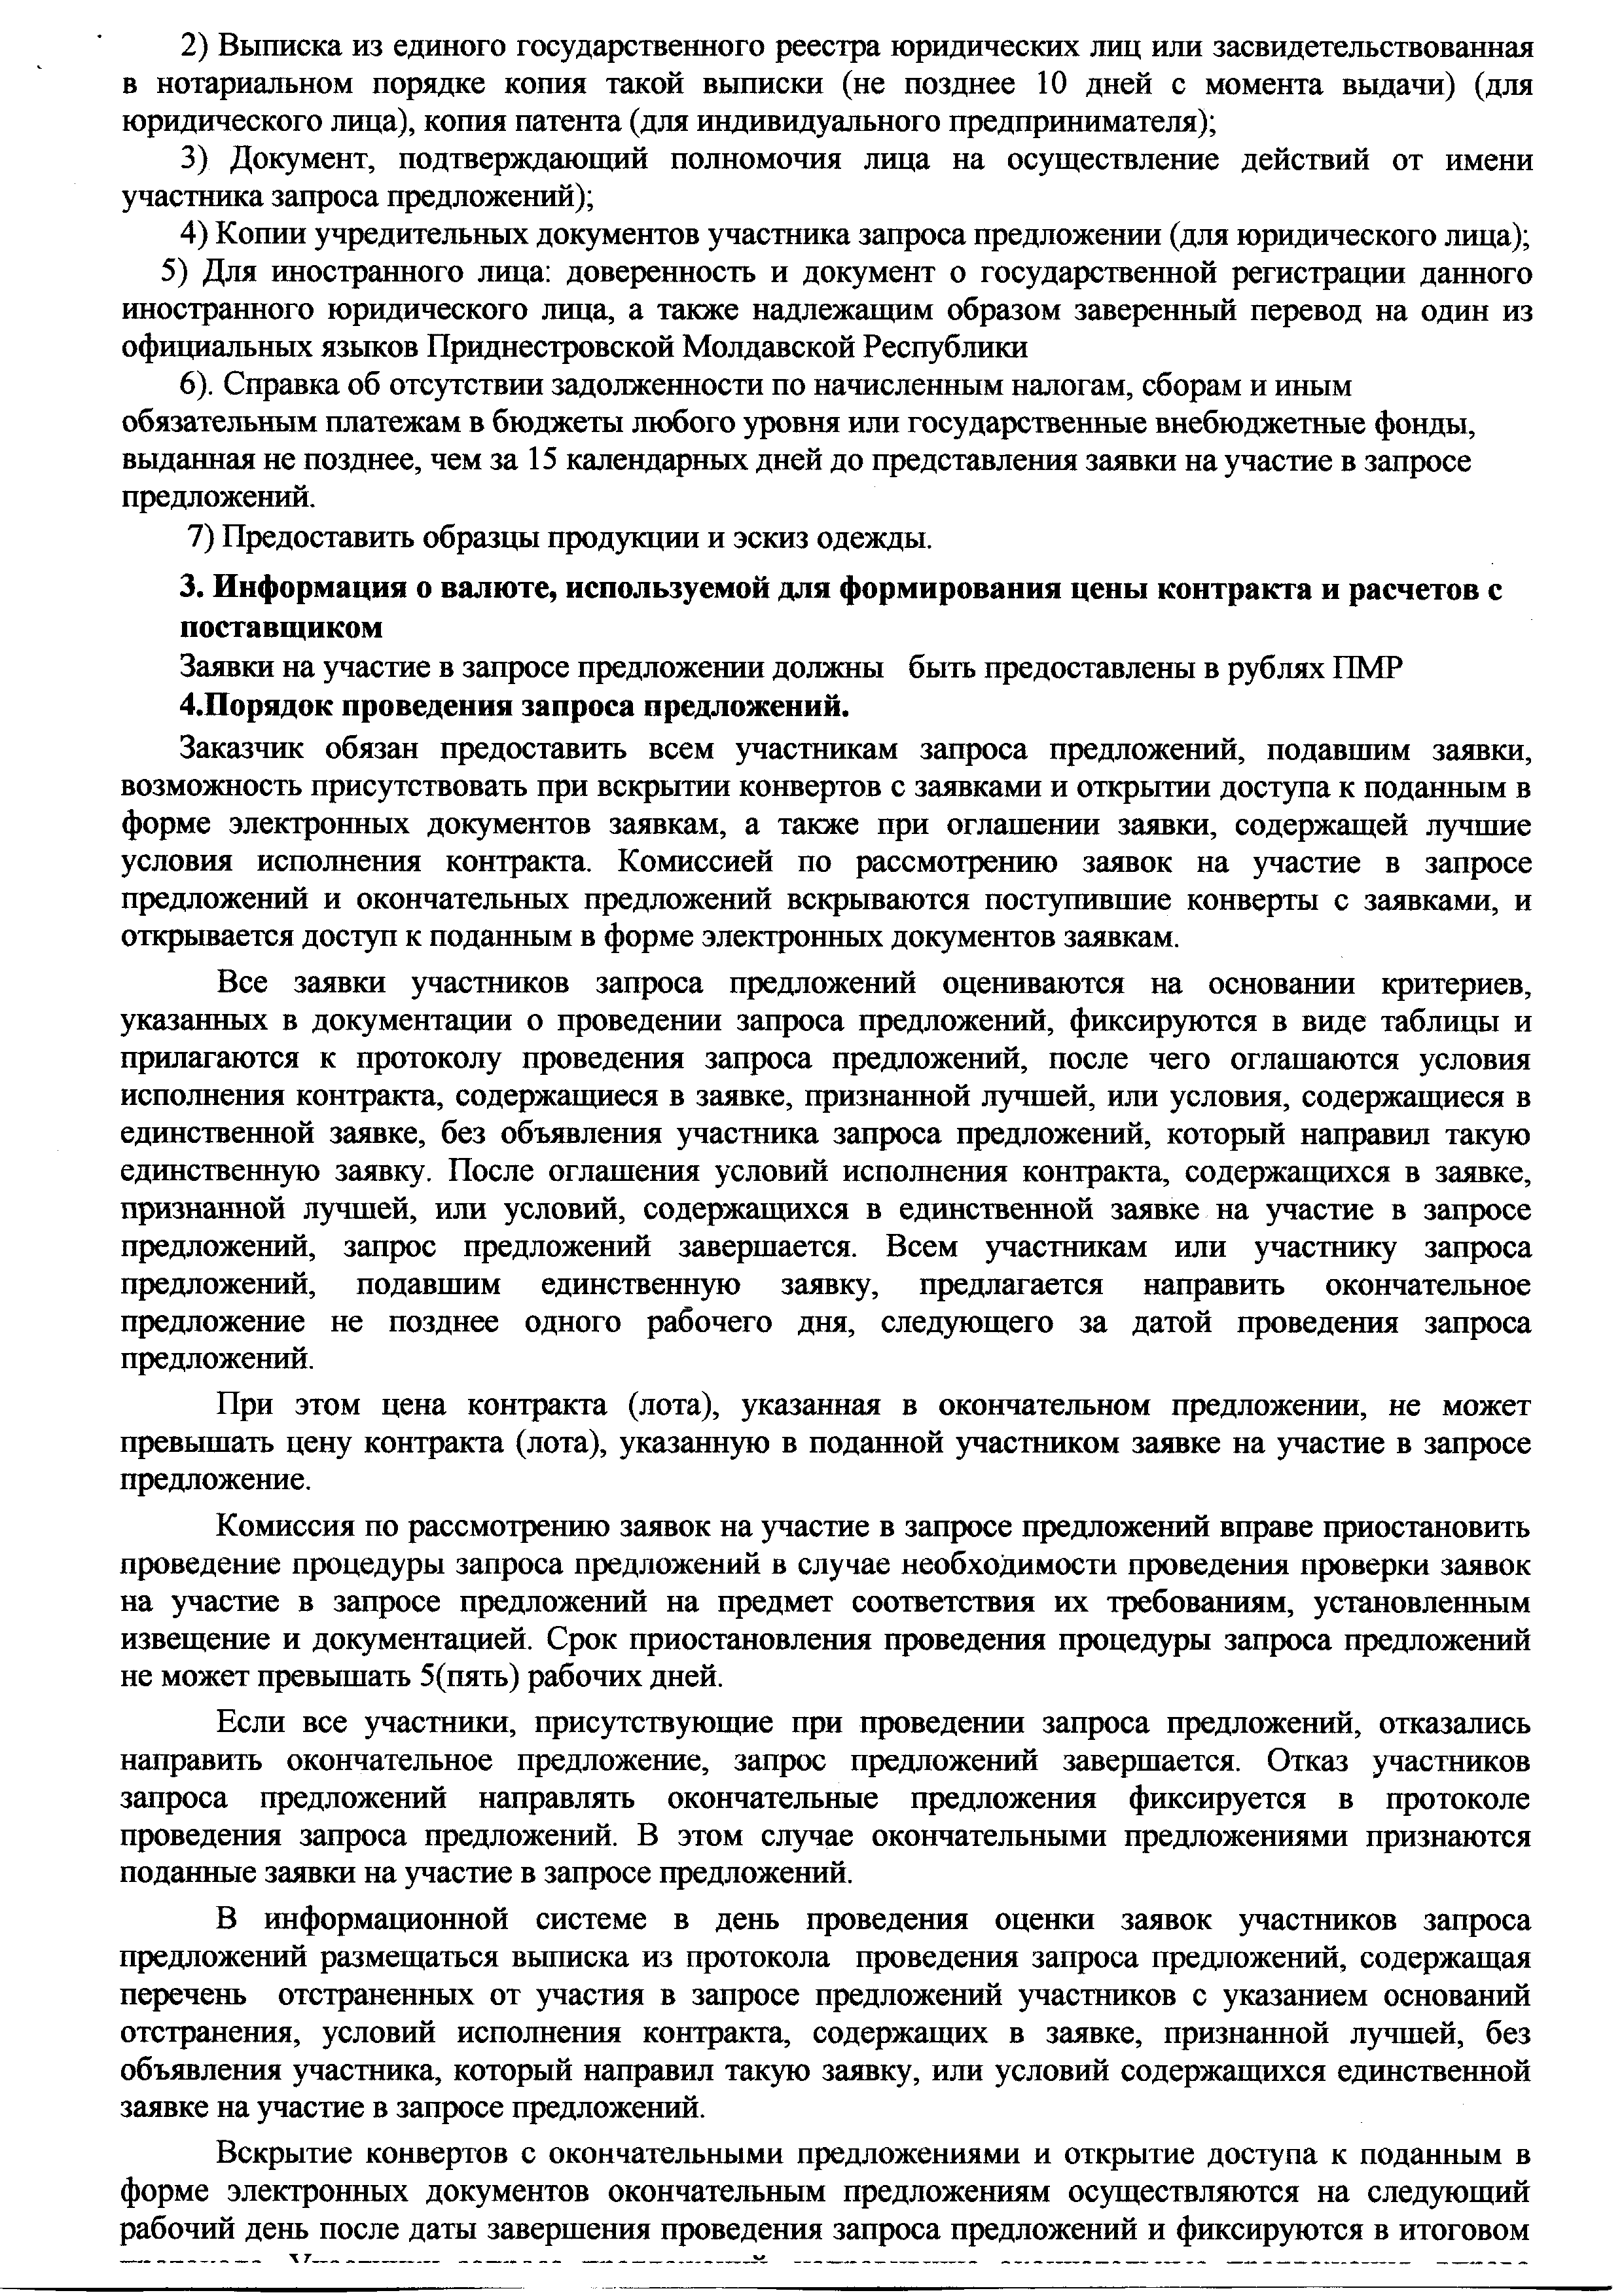 2) Выписка из единого государственного реестра юридических лиц или засвидетельствованная
в нотариальном порядке копия такой выписки (не позднее 10 дней с момента выдачи) (для
юридического лица), копия патента (для индивидуального предпринимателя);
3) Документ, подтверждающий полномочия лица на осуществление действий от имени
участника запроса предложений);
4) Копии учредительных документов участника запроса предложении (для юридического лица);
5) Для иностранного лица: доверенность и документ о государственной регистрации данного
иностранного юридического лица, а также надлежащим образом заверенный перевод на один из
официальных языков Приднестровской Молдавской Республики
6). Справка об отсутствии задолженности по начисленным налогам, сборам и иным
обязательным платежам в бюджеты любого уровня или государственные внебюджетные фонды,
выданная не позднее, чем за 15 календарных дней до представления заявки на участие в запросе
предложений.
7) Предоставить образцы продукции и эскиз одежды.
3. Информация о валюте, используемой для формирования цены контракта и расчетов с
поставщиком
Заявки на участие в запросе предложении должны быть предоставлены в рублях ПМР
4.Порядок проведения запроса предложений.
Заказчик обязан предоставить всем участникам запроса предложений, подавшим заявки,
возможность присутствовать при вскрытии конвертов с заявками и открытии доступа к поданным в
форме электронных документов заявкам, а также при оглашении заявки, содержащей лучшие
условия исполнения контракта. Комиссией по рассмотрению заявок на участие в запросе
предложений и окончательных предложений вскрываются поступившие конверты с заявками, и
открывается доступ к поданным в форме электронных документов заявкам.
Все заявки участников запроса предложений оцениваются на основании критериев,
указанных в документации о проведении запроса предложений, фиксируются в виде таблицы и
прилагаются к протоколу проведения запроса предложений, после чего оглашаются условия
исполнения контракта, содержащиеся в заявке, признанной лучшей, или условия, содержащиеся в
единственной заявке, без объявления участника запроса предложений, который направил такую
единственную заявку. После оглашения условий исполнения контракта, содержащихся в заявке,
признанной лучшей, или условий, содержащихся в единственной заявке на участие в запросе
предложений, запрос предложений завершается. Всем участникам или участнику запроса
предложений, подавшим единственную заявку, предлагается направить окончательное
предложение не позднее одного рабочего дня, следующего за датой проведения запроса
предложений.
При этом цена контракта (лота), указанная в окончательном предложении, не может
превышать цену контракта (лота), указанную в поданной участником заявке на участие в запросе
предложение.
Комиссия по рассмотрению заявок на участие в запросе предложений вправе приостановить
проведение процедуры запроса предложений в случае необходимости проведения проверки заявок
на участие в запросе предложений на предмет соответствия их требованиям, установленным
извещение и документацией. Срок приостановления проведения процедуры запроса предложений
не может превышать 5(пять) рабочих дней.
Если все участники, присутствующие при проведении запроса предложений, отказались
направить окончательное предложение, запрос предложений завершается. Отказ участников
запроса предложений направлять окончательные предложения фиксируется в протоколе
проведения запроса предложений. В этом случае окончательными предложениями признаются
поданные заявки на участие в запросе предложений.
В информационной системе в день проведения оценки заявок участников запроса
предложений размещаться выписка из протокола проведения запроса предложений, содержащая
перечень отстраненных от участия в запросе предложений участников с указанием оснований
отстранения, условий исполнения контракта, содержащих в заявке, признанной лучшей, без
объявления участника, который направил такую заявку, или условий содержащихся единственной
заявке на участие в запросе предложений.
Вскрытие конвертов с окончательными предложениями и открытие доступа к поданным в
форме электронных документов окончательным предложениям осуществляются на следующий
рабочий день после даты завершения проведения запроса предложений и фиксируются в итоговом